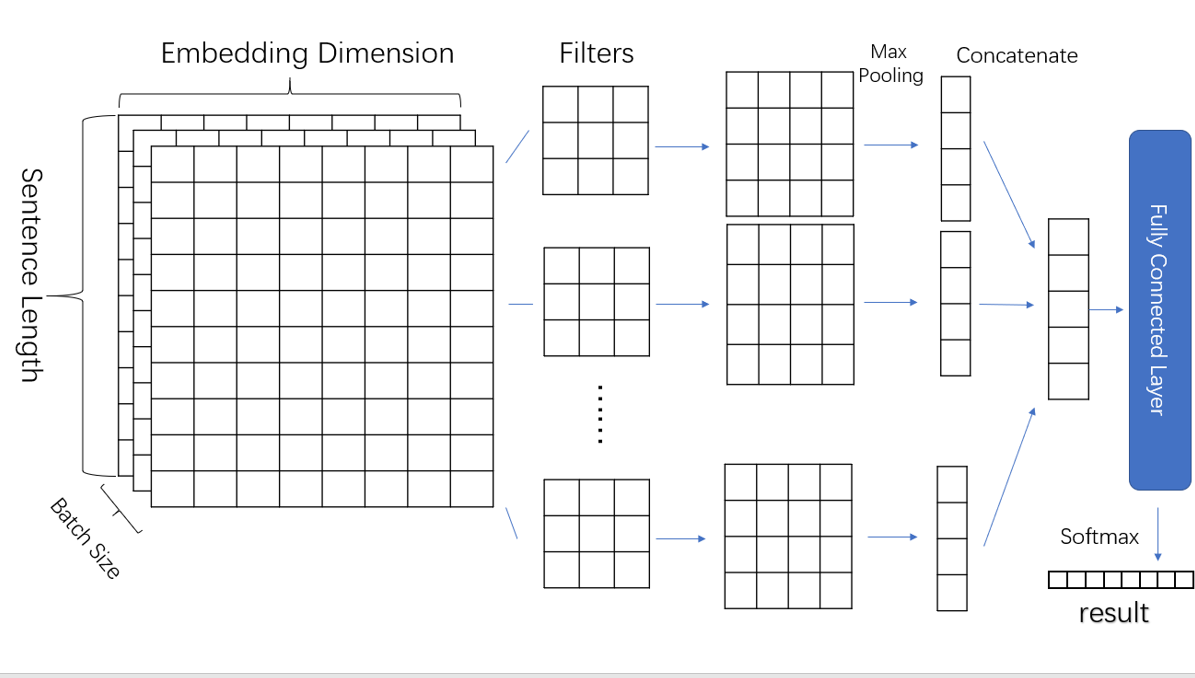 Embedding Dimension
Filters
Max
Pooling
Concatenate
Sentence Length
Batch Size
Fully Connected Layer
Softmax
result